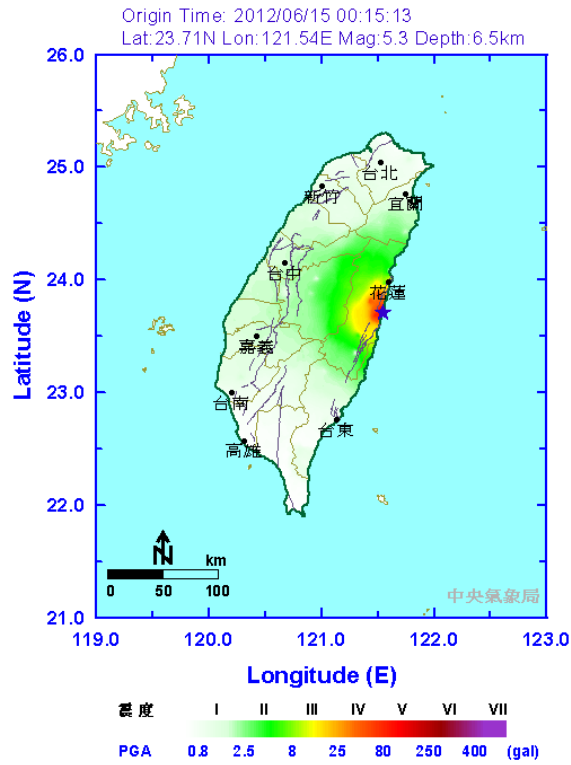 Origin Time: 2012/06/15 00:15:13
Lat:23.71N Lon:121.54E Mag:5.3 Depth:6.5km
26.0
25.0
24.0
23.0
22.0
21.0
Latitude (N)
台北
新竹
宜蘭
台中
花蓮
嘉義
台南
台東
高雄
N
km
0 50 100
中央氣象局
119.0 120.0 121.0 122.0 123.0
Longitude (E)
震度 I II III IV V VI VII
PGA 0.8 2.5 8 25 80 250 400 (gal)